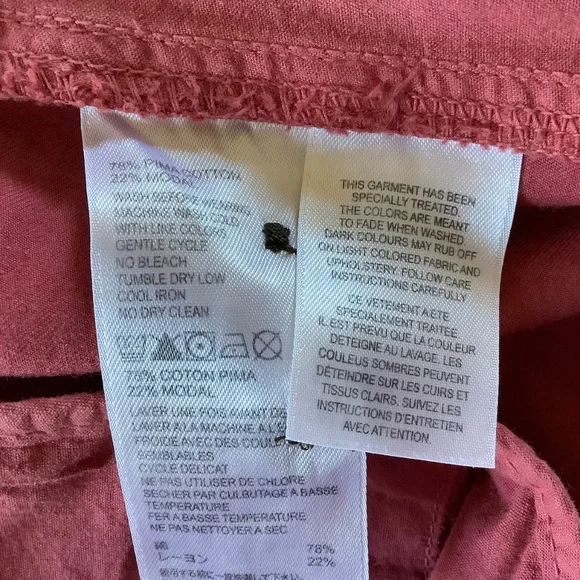 78% PIMA COTTON
22% MODAL
WASH BEFORE WEARING
MACHINE WASH COLD
WITH LIKE COLORS
GENTLE CYCLE
NO BLEACH
TUMBLE DRY LOW
COOL IRON
NO DRY CLEAN
% COTON PIMA
22% MODAL
LAVER UNE FOIS AVANT DE
LAVER A LA MACHINE A L'E
FROIDE AVEC DES COULEU
SEMBLABLES
CYCLE DELICAT
NE PAS UTILISER DE CHLORE
SECHER PAR CULBUTAGE A BASSE
TEMPERATURE
FER A BASSE TEMPERATURE
NE PAS NETTOYER A SEC
綿 78%
レーヨン 22%
THIS GARMENT HAS BEEN
SPECIALLY TREATED.
THE COLORS ARE MEANT
TO FADE WHEN WASHED.
DARK COLOURS MAY RUB OFF
ON LIGHT COLORED FABRIC AND
UPHOLSTERY. FOLLOW CARE
INSTRUCTIONS CAREFULLY
CE VETEMENT A ETE
SPECIALEMENT TRAITEE
IL EST PREVU QUE LA COULEUR
DETEIGNE AU LAVAGE. LES
COULEUS SOMBRES PEUVENT
DÉTEINDRE SUR LES CUIRS ET
TISSUS CLAIRS. SUIVEZ LES
INSTRUCTIONS D'ENTRETIEN
AVEC ATTENTION.